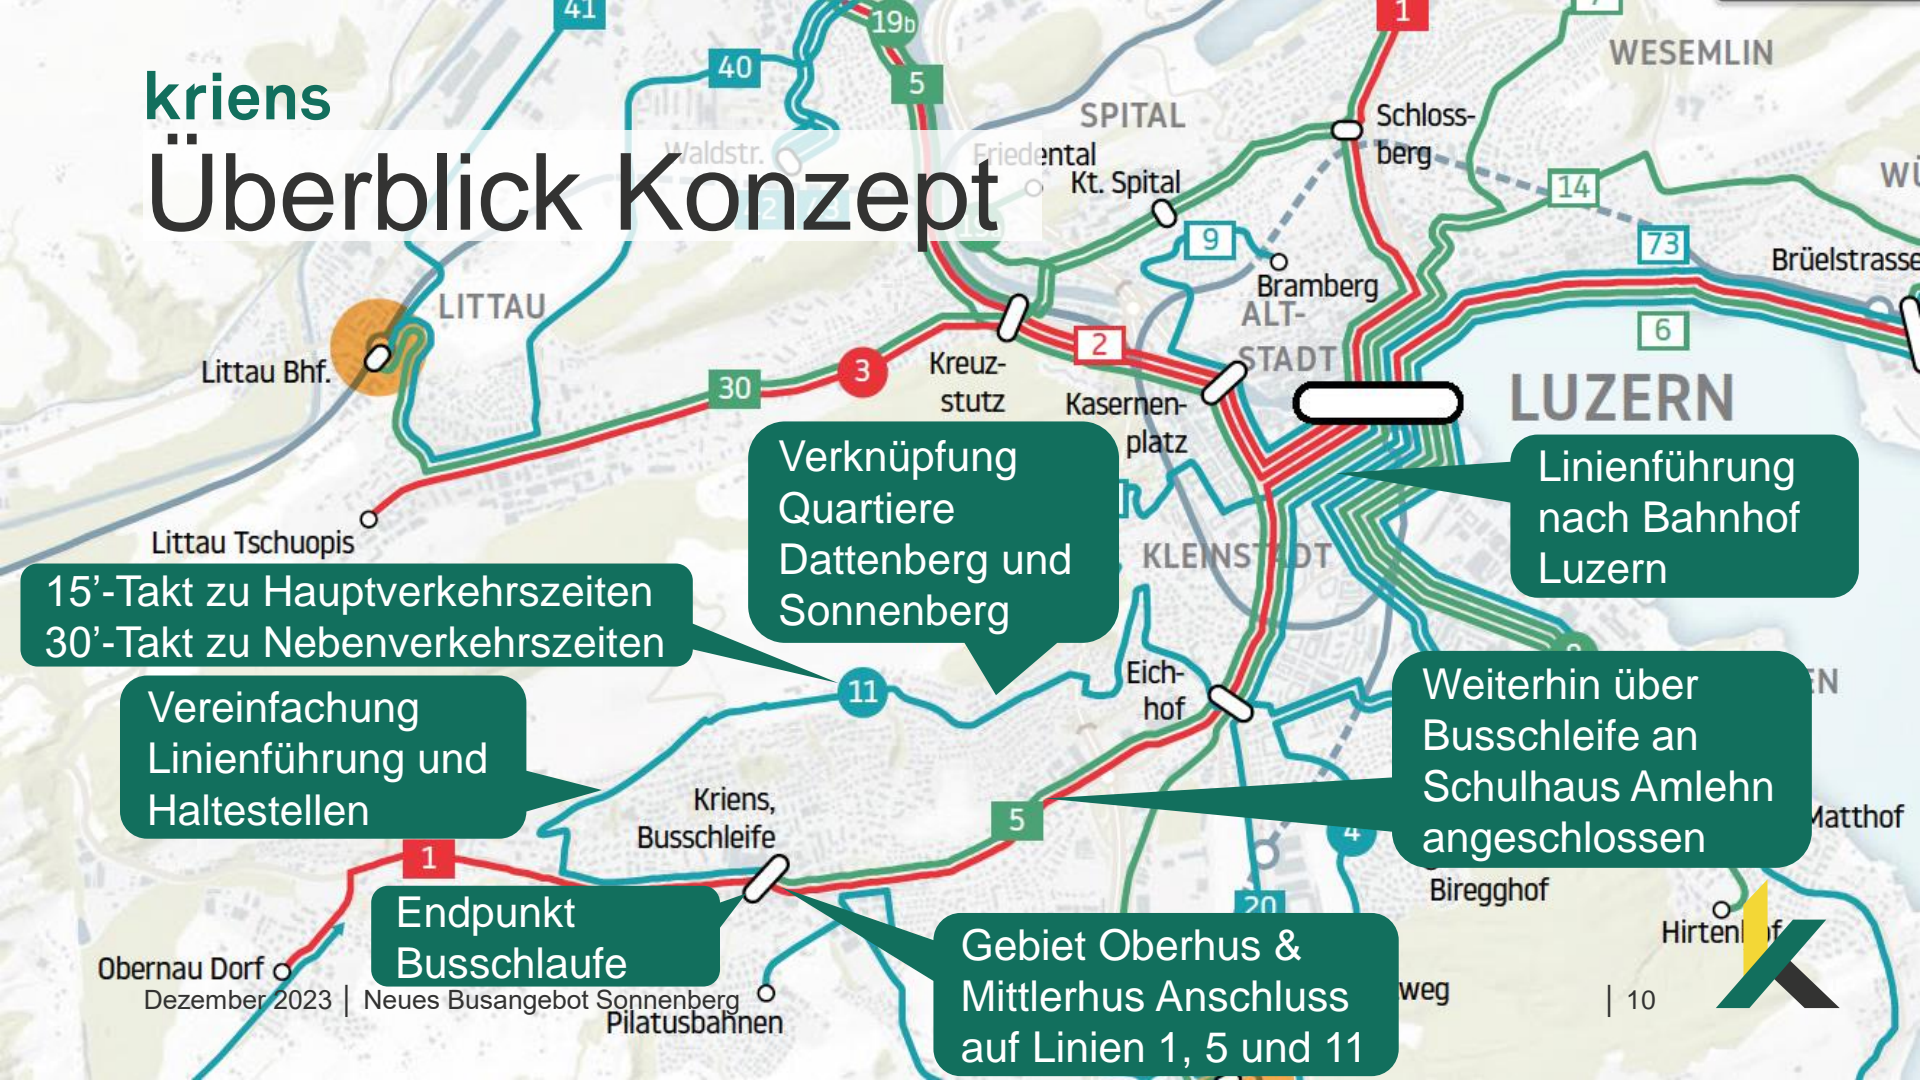 41
19b
1
40
5
WESEMLIN
kriens
SPITAL
Schloss-
berg
Überblick Konzept
Waldstr.
Friedental
Kt. Spital
14
9
73
Brüelstrasse
Bramberg
LITTAU
ALT-
STADT
6
Littau Bhf.
2
3
30
Kreuz-
stutz
Kasernen-
platz
LUZERN
Verknüpfung
Quartiere
Dattenberg und
Sonnenberg
Linienführung
nach Bahnhof
Luzern
Littau Tschuopis
KLEINSTADT
15’-Takt zu Hauptverkehrszeiten
30’-Takt zu Nebenverkehrszeiten
11
Eich-
hof
Vereinfachung
Linienführung und
Haltestellen
Weiterhin über
Busschleife an
Schulhaus Amlehn
angeschlossen
Kriens,
Busschleife
5
4
Matthof
1
Biregghof
20
Endpunkt
Busschlaufe
Hirtenhof
Gebiet Oberhus &
Mittlerhus Anschluss
auf Linien 1, 5 und 11
Obernau Dorf
weg
Dezember 2023 | Neues Busangebot Sonnenberg
| 10
Pilatusbahnen